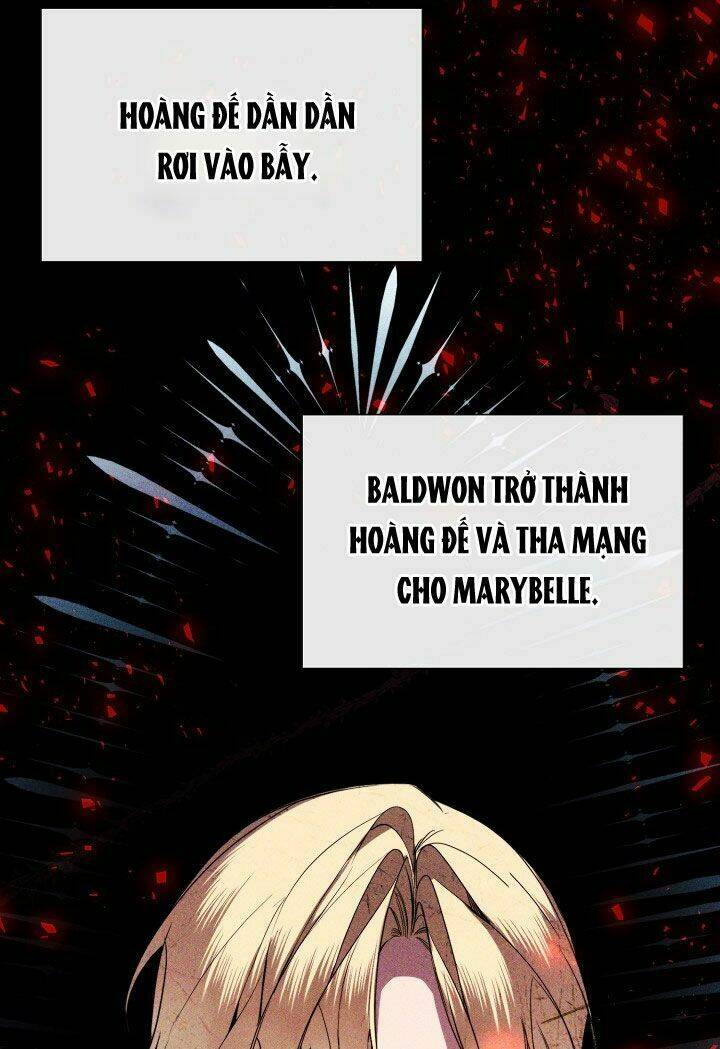 HOÀNG ĐẾ DẦN DẦN
RƠI VÀO BẪY.
BALDWON TRỞ THÀNH
HOÀNG ĐẾ VÀ THA MẠNG
CHO MARYBELLE.